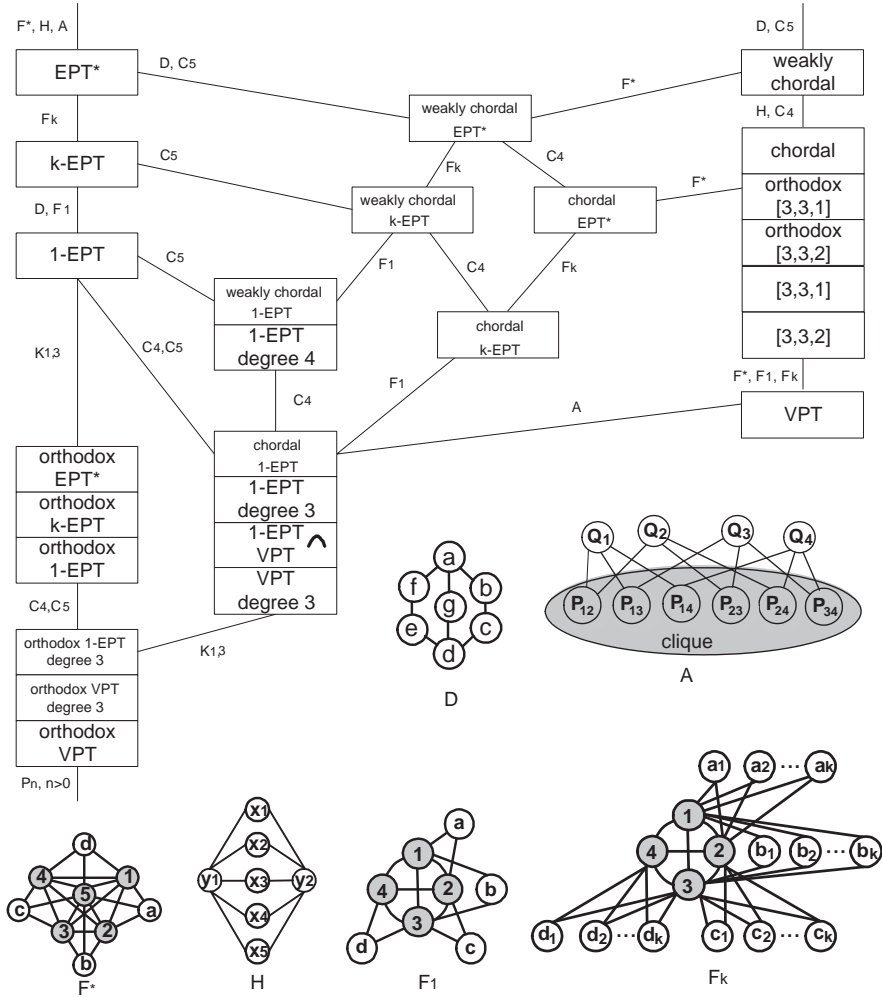 F*, H, A
D, C5
EPT*
D, C5
weakly chordal EPT*
F*
weakly
chordal
Fk
H, C4
k-EPT
C5
Fk
C4
chordal
weakly chordal
k-EPT
chordal
EPT*
F*
orthodox
[3,3,1]
orthodox
[3,3,2]
D, F1
1-EPT
C5
F1
C4
Fk
weakly chordal
1-EPT
[3,3,1]
1-EPT
degree 4
chordal
k-EPT
[3,3,2]
K1,3
C4,C5
C4
F1
F*, F1, Fk
A
VPT
chordal
1-EPT
orthodox
EPT*
1-EPT
degree 3
orthodox
k-EPT
1-EPT
VPT
orthodox
1-EPT
VPT
degree 3
C4,C5
K1,3
orthodox 1-EPT
degree 3
orthodox VPT
degree 3
orthodox
VPT
Pn, n>0
a
f
b
g
e
c
d
D
Q1
Q2
Q3
Q4
P12
P13
P14
P23
P24
P34
clique
A
d
4
1
5
c
a
3
2
b
F*
x1
x2
y1
x3
y2
x4
x5
H
a
1
4
2
b
3
d
c
F1
a1
a2
...
ak
1
4
2
b1
b2
...
bk
3
d1
d2
...
dk
c1
c2
...
ck
Fk